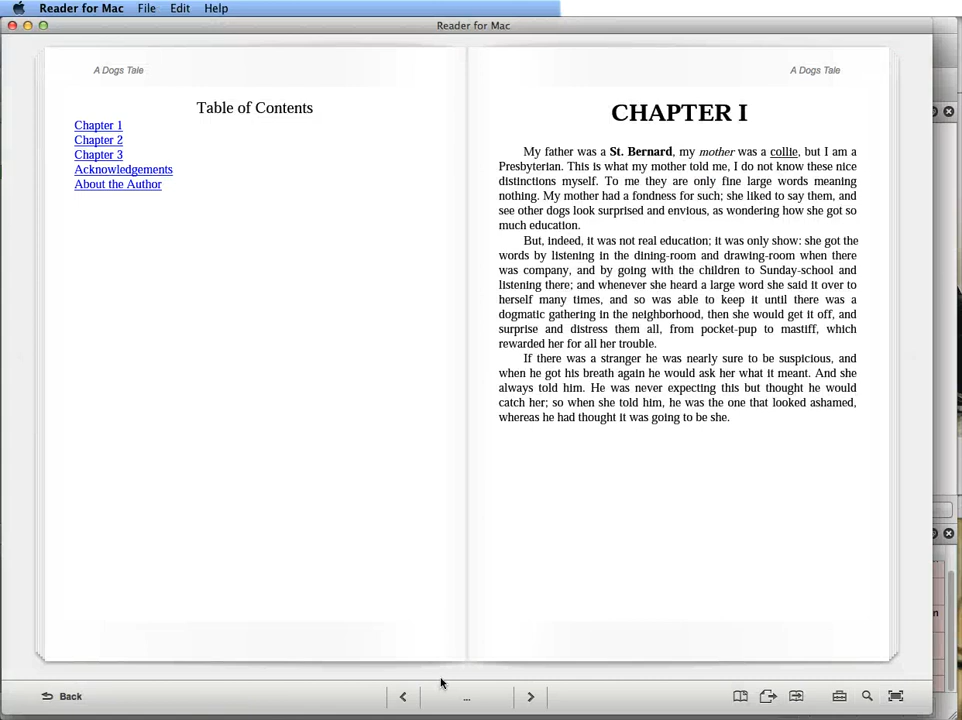 Reader for Mac File Edit Help
Reader for Mac
A Dogs Tale
Table of Contents
Chapter 1
Chapter 2
Chapter 3
Acknowledgements
About the Author
A Dogs Tale
CHAPTER I
My father was a St. Bernard, my mother was a collie, but I am a
Presbyterian. This is what my mother told me, I do not know these nice
distinctions myself. To me they are only fine large words meaning
nothing. My mother had a fondness for such; she liked to say them, and
see other dogs look surprised and envious, as wondering how she got so
much education.
But, indeed, it was not real education; it was only show: she got the
words by listening in the dining-room and drawing-room when there
was company, and by going with the children to Sunday-school and
listening there; and whenever she heard a large word she said it over to
herself many times, and so was able to keep it until there was a
dogmatic gathering in the neighborhood, then she would get it off, and
surprise and distress them all, from pocket-pup to mastiff, which
rewarded her for all her trouble.
If there was a stranger he was nearly sure to be suspicious, and
when he got his breath again he would ask her what it meant. And she
always told him. He was never expecting this but thought he would
catch her; so when she told him, he was the one that looked ashamed,
whereas he had thought it was going to be she.
Back
...